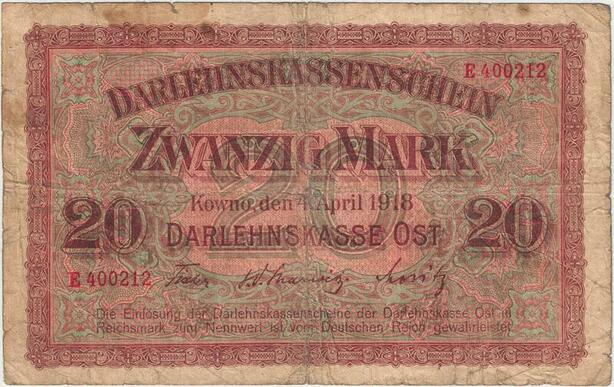 DARLEHNSKASSENSCHEIN
E 400212
ZWANZIG MARK
20
Kowno, den 4. April 1918
20
DARLEHNSKASSE OST
E 400212
Die Einlösung der Darlehnskassenscheine der Darlehnskasse Ost in
Reichsmark zum Nennwert ist vom Deutschen Reich gewährleistet